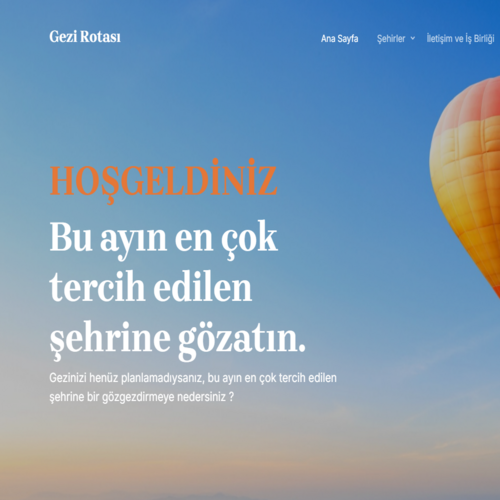 Gezi Rotası
Ana Sayfa Şehirler İletişim ve İş Birliği
HOŞGELDİNİZ
Bu ayın en çok
tercih edilen
şehrine gözatın.
Gezinizi henüz planlamadıysanız, bu ayın en çok tercih edilen
şehrine bir gözgezdirmeye nedersiniz ?